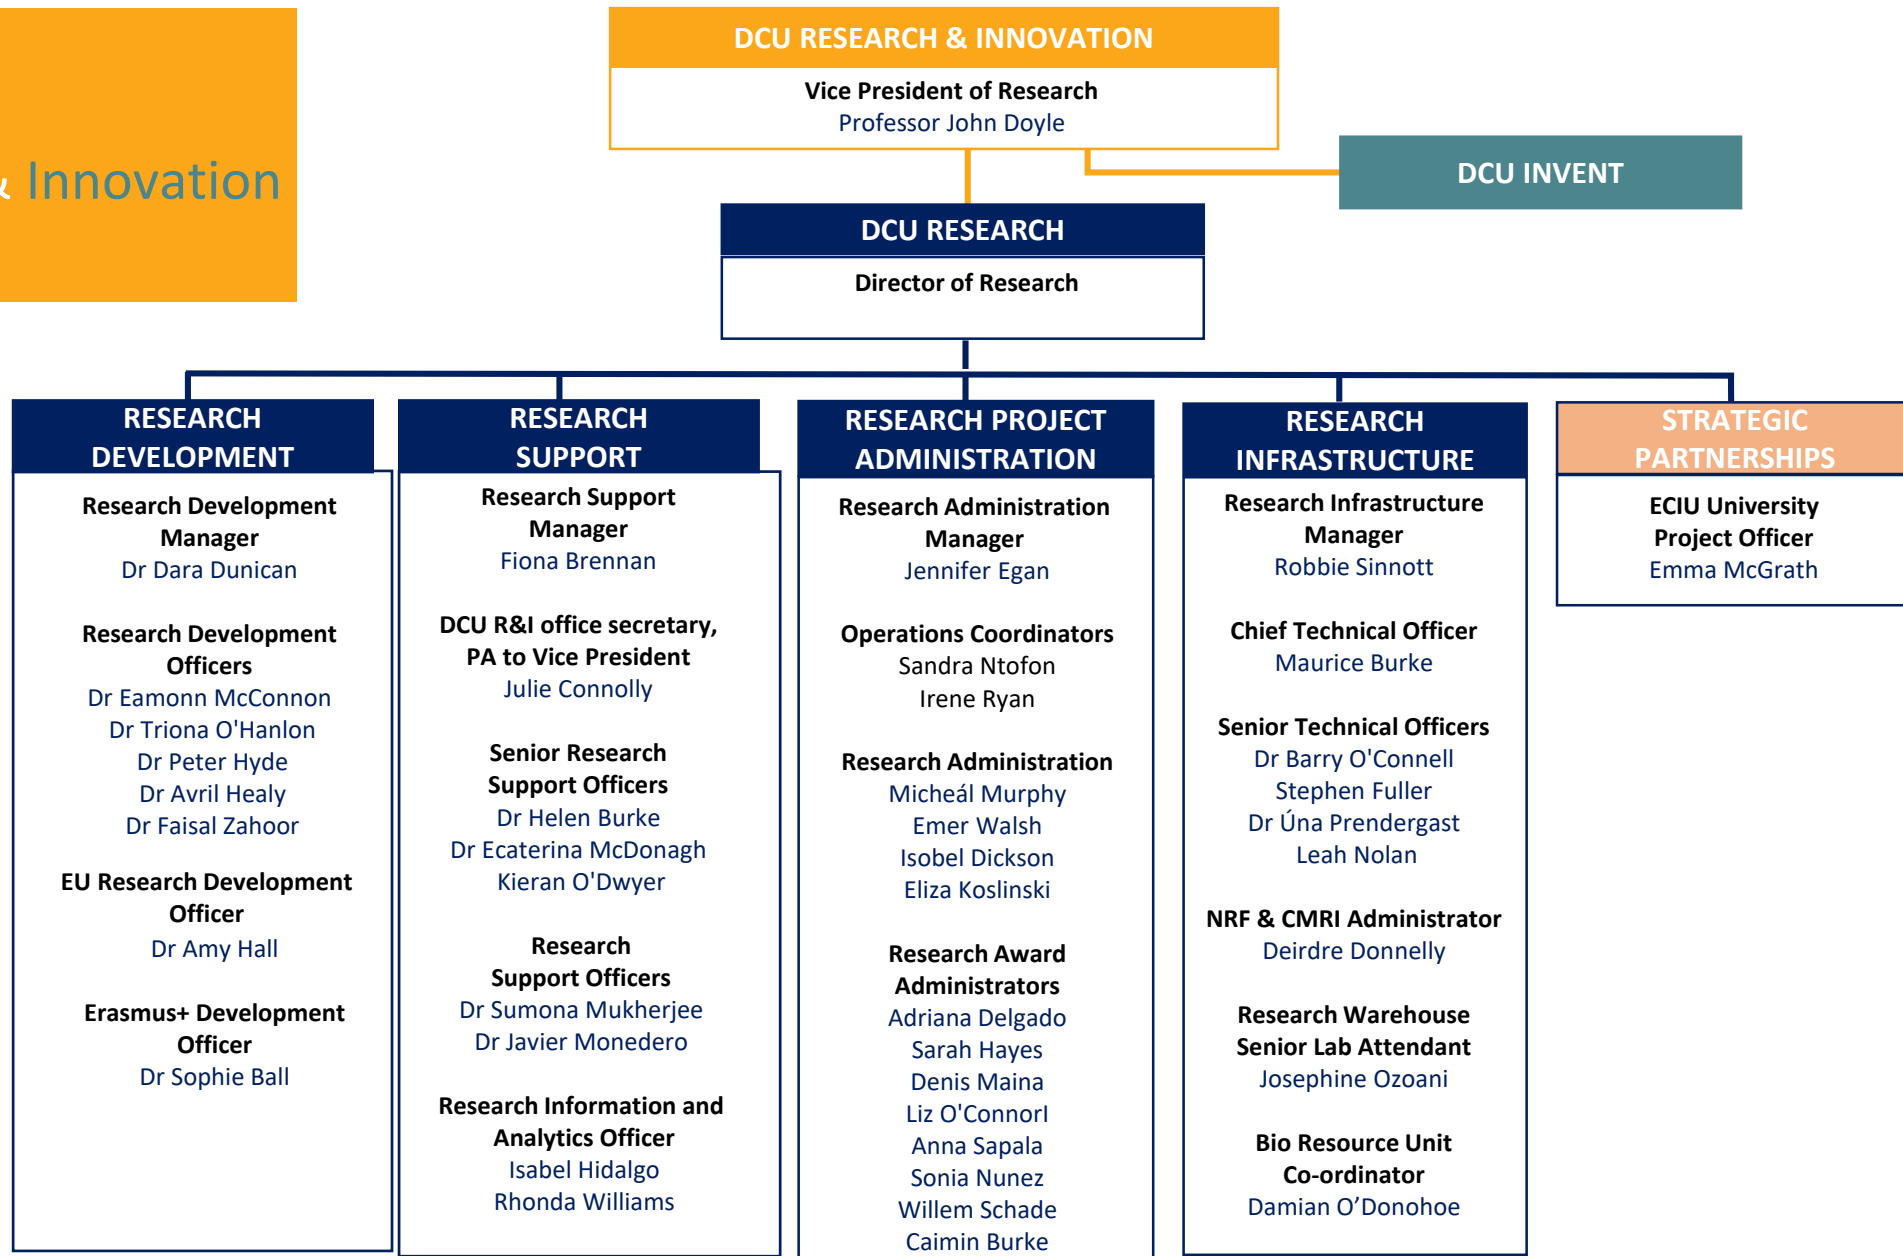 & Innovation
DCU RESEARCH & INNOVATION
Vice President of Research
Professor John Doyle
DCU INVENT
DCU RESEARCH
Director of Research
RESEARCH
DEVELOPMENT
Research Development
Manager
Dr Dara Dunican
Research Development
Officers
Dr Eamonn McConnon
Dr Triona O'Hanlon
Dr Peter Hyde
Dr Avril Healy
Dr Faisal Zahoor
EU Research Development
Officer
Dr Amy Hall
Erasmus+ Development
Officer
Dr Sophie Ball
RESEARCH
SUPPORT
Research Support
Manager
Fiona Brennan
DCU R&I office secretary,
PA to Vice President
Julie Connolly
Senior Research
Support Officers
Dr Helen Burke
Dr Ecaterina McDonagh
Kieran O'Dwyer
Research
Support Officers
Dr Sumona Mukherjee
Dr Javier Monedero
Research Information and
Analytics Officer
Isabel Hidalgo
Rhonda Williams
RESEARCH PROJECT
ADMINISTRATION
Research Administration
Manager
Jennifer Egan
Operations Coordinators
Sandra Ntofon
Irene Ryan
Research Administration
Micheál Murphy
Emer Walsh
Isobel Dickson
Eliza Koslinski
Research Award
Administrators
Adriana Delgado
Sarah Hayes
Denis Maina
Liz O'Connorl
Anna Sapala
Sonia Nunez
Willem Schade
Caimin Burke
RESEARCH
INFRASTRUCTURE
Research Infrastructure
Manager
Robbie Sinnott
Chief Technical Officer
Maurice Burke
Senior Technical Officers
Dr Barry O'Connell
Stephen Fuller
Dr Úna Prendergast
Leah Nolan
NRF & CMRI Administrator
Deirdre Donnelly
Research Warehouse
Senior Lab Attendant
Josephine Ozoani
Bio Resource Unit
Co-ordinator
Damian O’Donohoe
STRATEGIC
PARTNERSHIPS
ECIU University
Project Officer
Emma McGrath